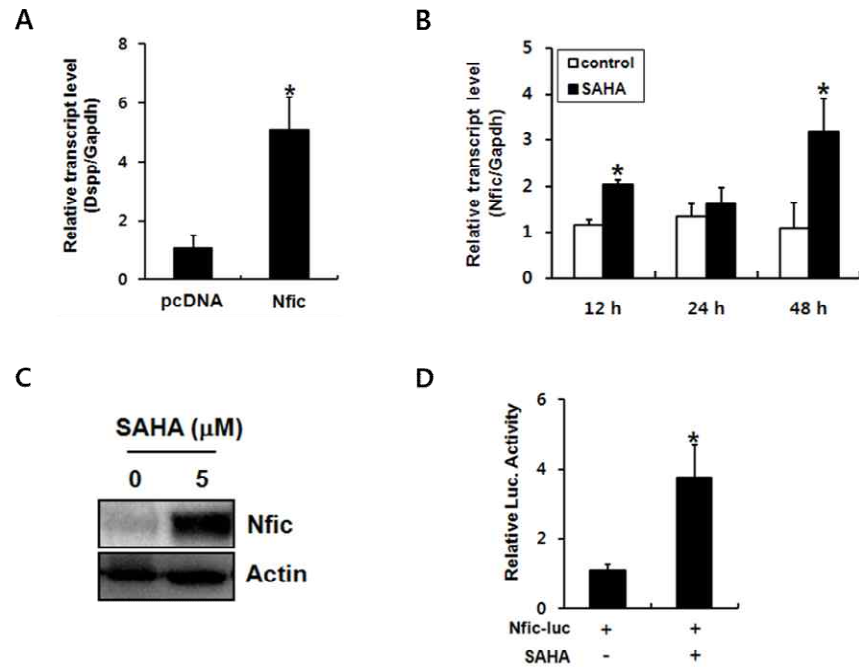 A
Relative transcript level
(Dspp/Gapdh)
8
6
4
2
0
*
pcDNA Nfic
B
Relative transcript level
(Nfic/Gapdh)
5
4
3
2
1
0
control
SAHA
*
*
12 h 24 h 48 h
C
SAHA (μM)
0 5
Nfic
Actin
D
Relative Luc. Activity
6
4
2
0
*
Nfic-luc + +
SAHA - +